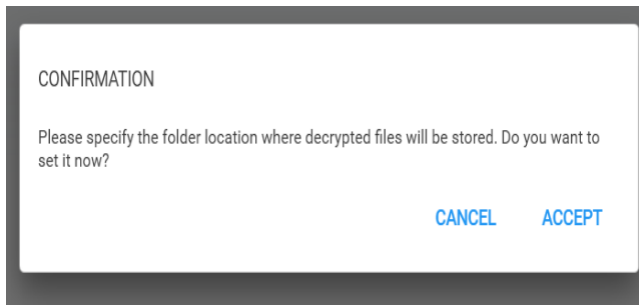 CONFIRMATION
Please specify the folder location where decrypted files will be stored. Do you want to
set it now?
CANCEL ACCEPT